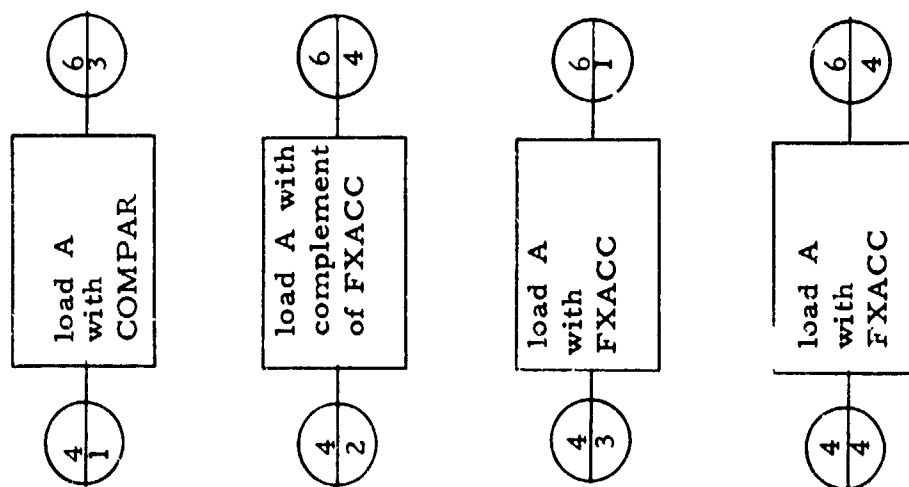 4
1
load A
with
COMPAR
6
3
4
2
load A with
complement
of FXACC
6
4
4
3
load A
with
FXACC
6
1
4
4
load A
with
FXACC
6
4